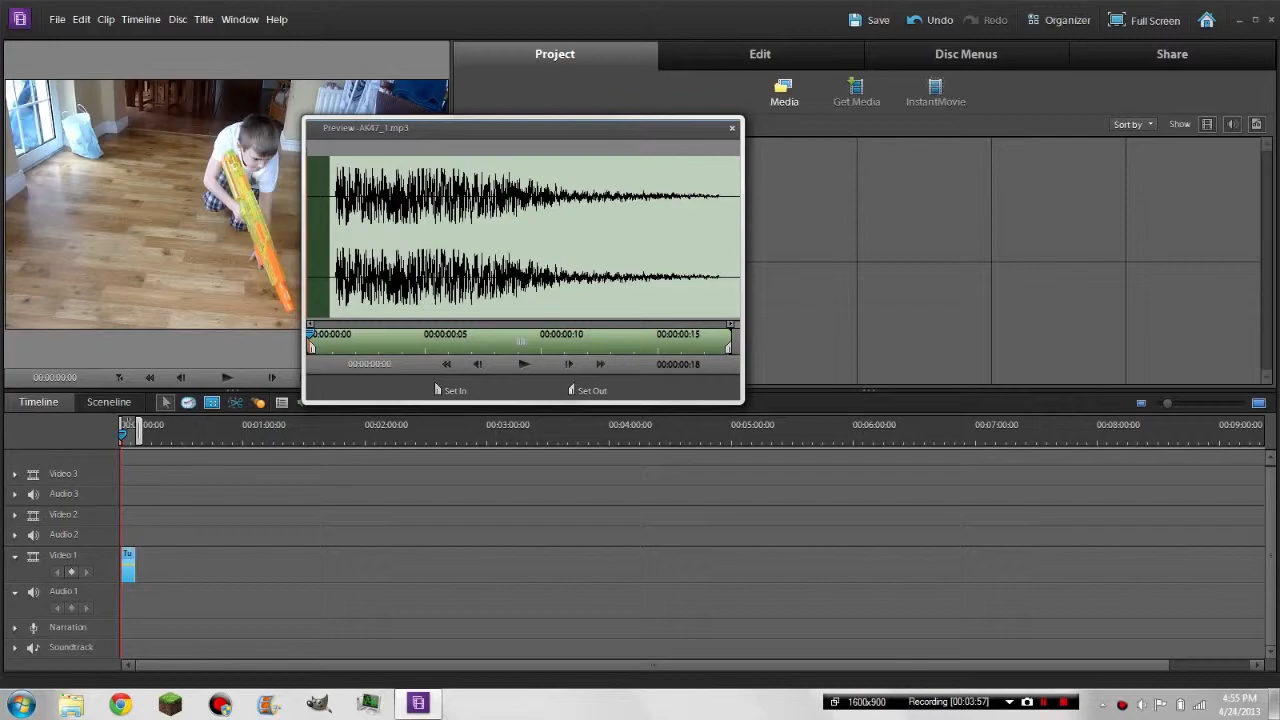 File Edit Clip Timeline Disc Title Window Help
Save Undo Redo Organizer Full Screen
Project Edit Disc Menus Share
Media Get Media InstantMovie
Sort by Show
Preview -AK47_1.mp3
00:00:00:00 00:00:00:05 00:00:00:10 00:00:00:15
00:00:00:00 00:00:00:18
Set In Set Out
00:00:00:00
Timeline Scene line
00:00 00:01:00:00 00:02:00:00 00:03:00:00 00:04:00:00 00:05:00:00 00:06:00:00 00:07:00:00 00:08:00:00 00:09:00:00
Video 3
Audio 3
Video 2
Audio 2
Video 1
Tu
Audio 1
Narration
Soundtrack
1600x900 Recording [00:03:57]
4:55 PM
4/24/2013